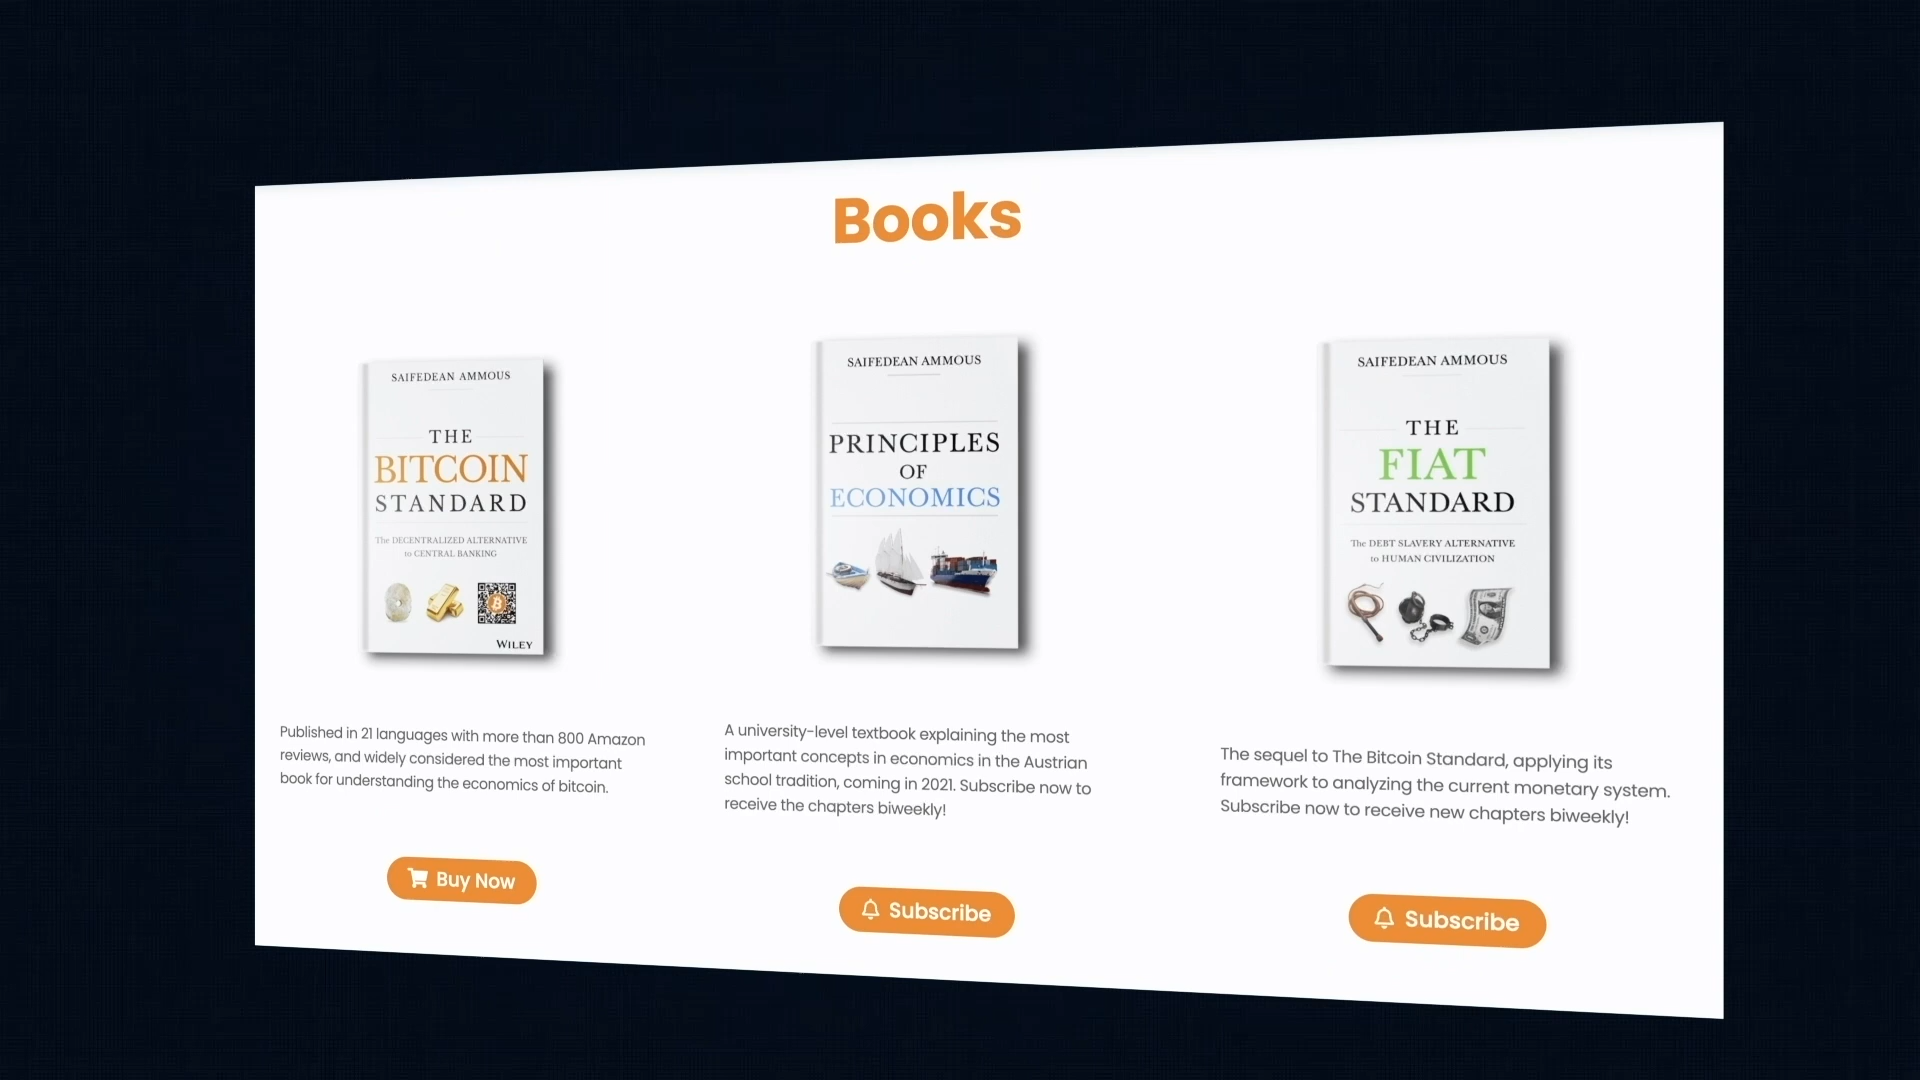 Books
SAIFEDEAN AMMOUS
THE
BITCOIN
STANDARD
The DECENTRALIZED ALTERNATIVE
to CENTRAL BANKING
WILEY
Published in 21 languages with more than 800 Amazon
reviews, and widely considered the most important
book for understanding the economics of bitcoin.
Buy Now
SAIFEDEAN AMMOUS
PRINCIPLES
OF
ECONOMICS
A university-level textbook explaining the most
important concepts in economics in the Austrian
school tradition, coming in 2021. Subscribe now to
receive the chapters biweekly!
Subscribe
SAIFEDEAN AMMOUS
THE
FIAT
STANDARD
The DEBT SLAVERY ALTERNATIVE
to HUMAN CIVILIZATION
The sequel to The Bitcoin Standard, applying its
framework to analyzing the current monetary system.
Subscribe now to receive new chapters biweekly!
Subscribe